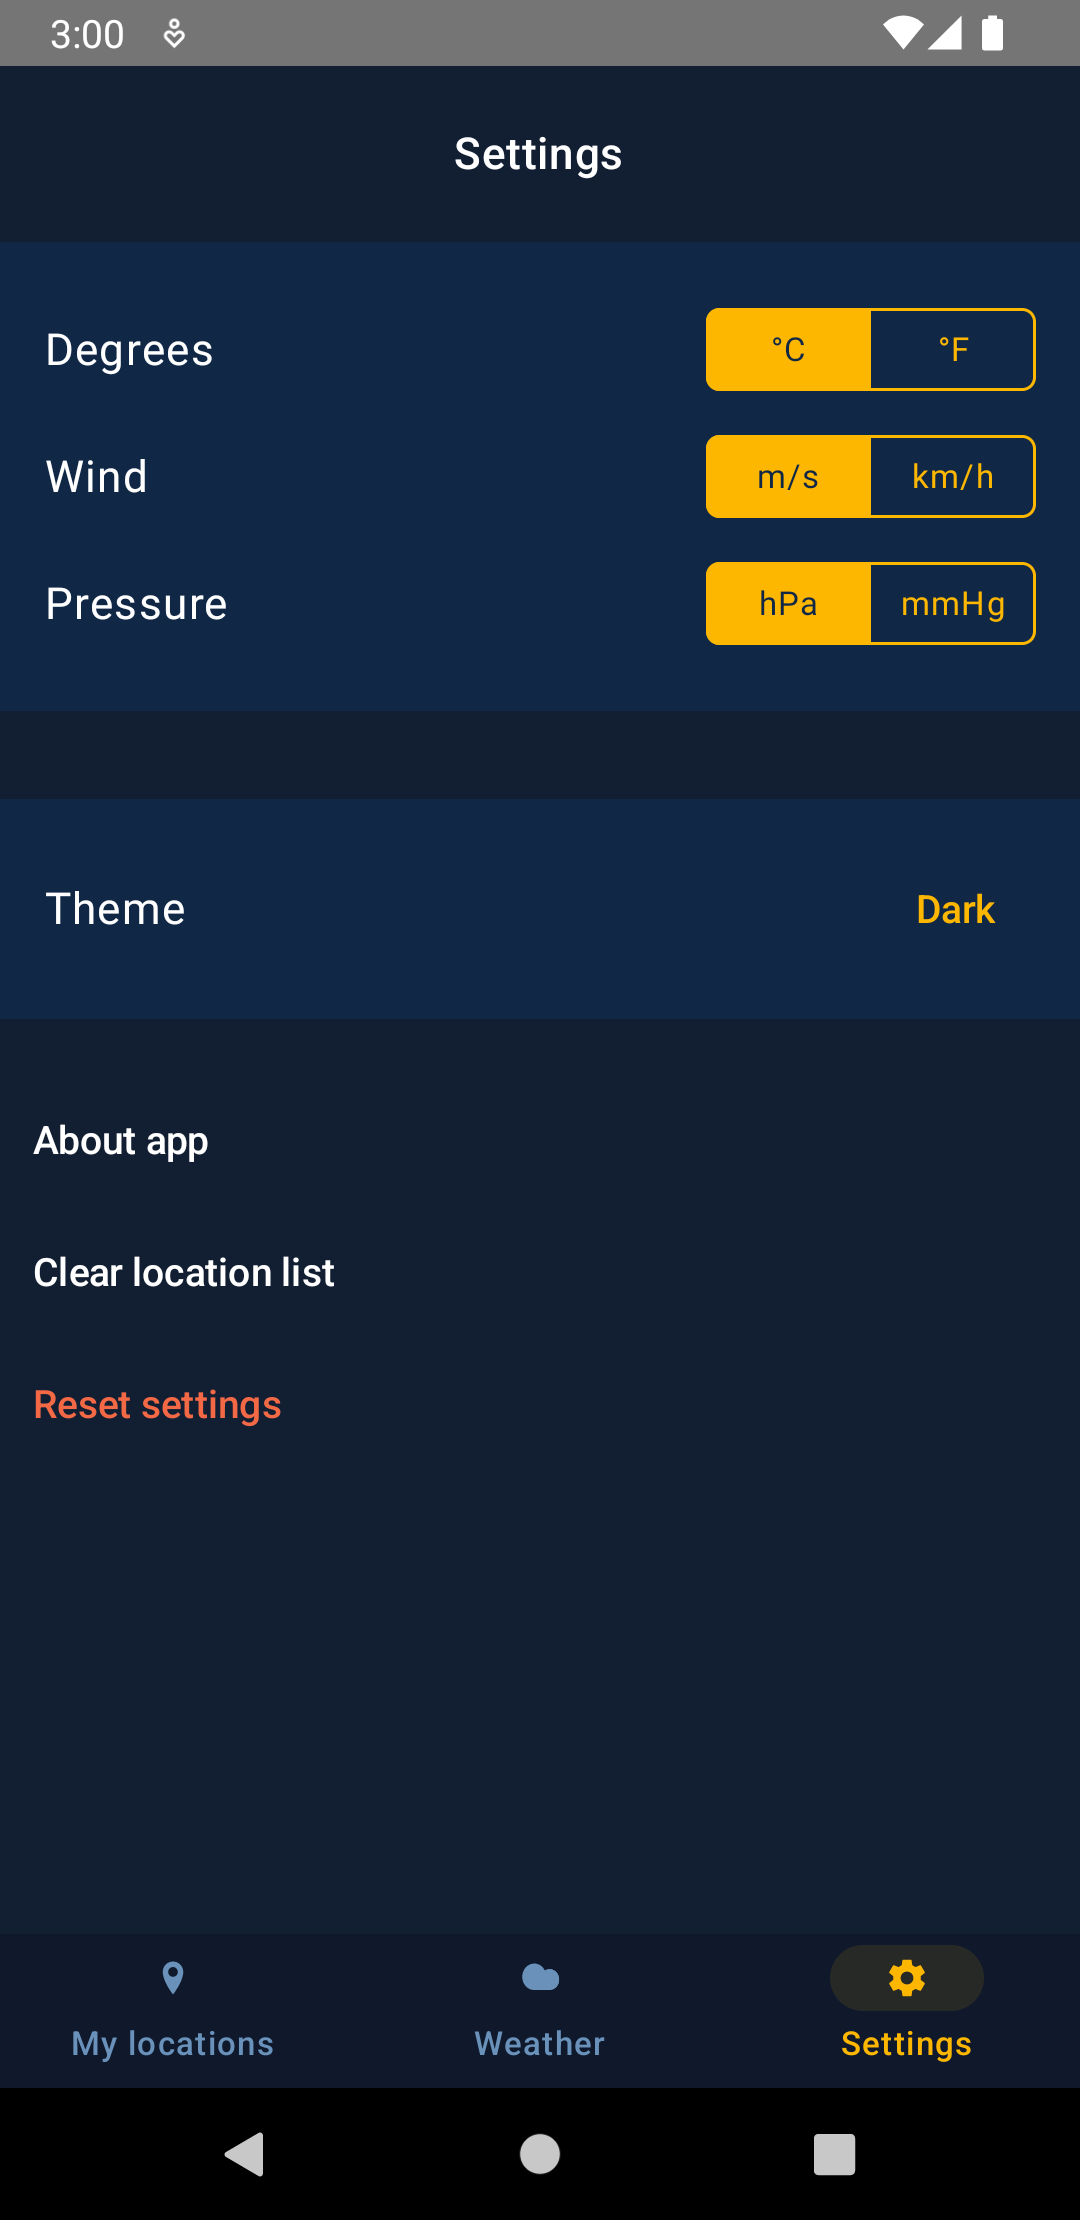 3:00
Settings
Degrees °C °F
Wind m/s km/h
Pressure hPa mmHg
Theme Dark
About app
Clear location list
Reset settings
My locations Weather Settings